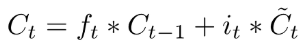 $C_t = f_t * C_{t-1} + i_t * \tilde{C}_t$